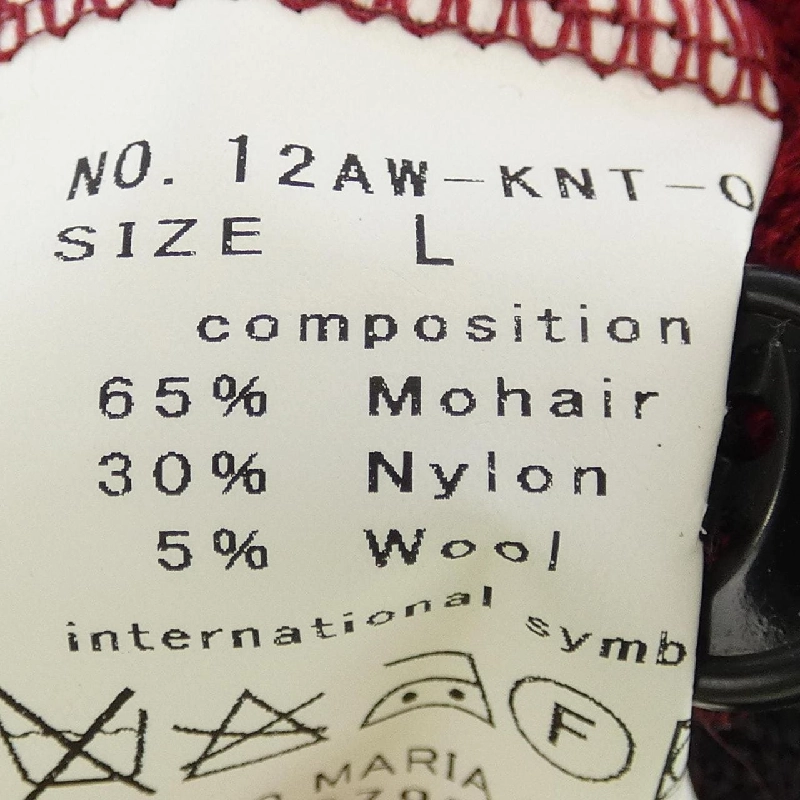 NO. 12AW-KNT-0
SIZE L
composition
65% Mohair
30% Nylon
5% Wool
international symb
F
MARIA